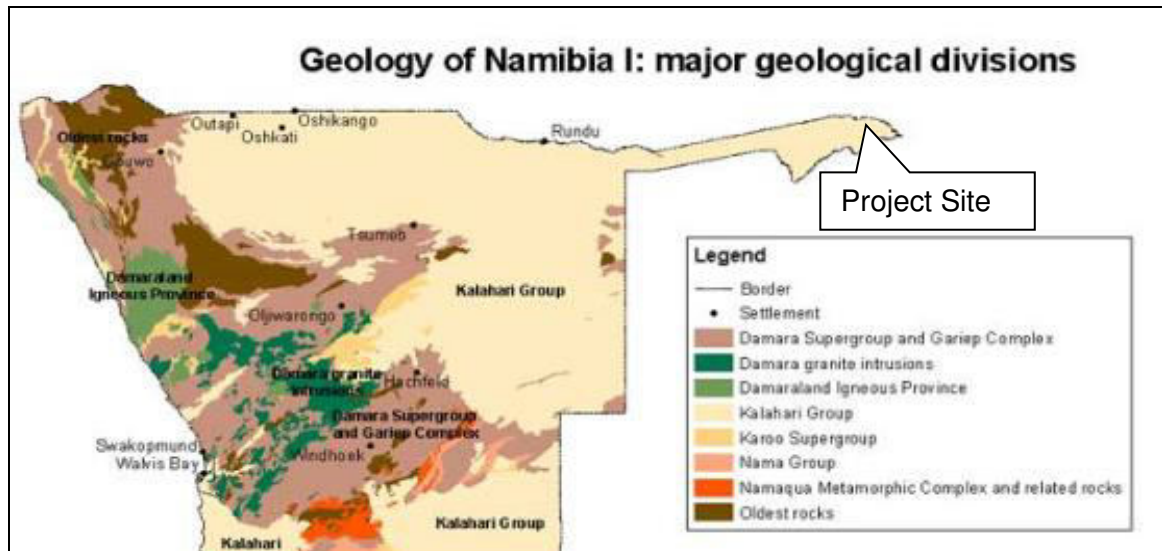 Geology of Namibia I: major geological divisions
Oldest rocks
Outapi
Oshikango
Oshkati
Opuwo
Rundu
Project Site
Tsumeb
Damaraland
Igneous Province
Kalahari Group
Otjiwarongo
Damara granite
intrusions
Hochfeld
Damara Supergroup
and Gariep Complex
Swakopmund
Walvis Bay
Windhoek
Kalahari Group
Kalahari
Legend
Border
Settlement
Damara Supergroup and Gariep Complex
Damara granite intrusions
Damaraland Igneous Province
Kalahari Group
Karoo Supergroup
Nama Group
Namaqua Metamorphic Complex and related rocks
Oldest rocks